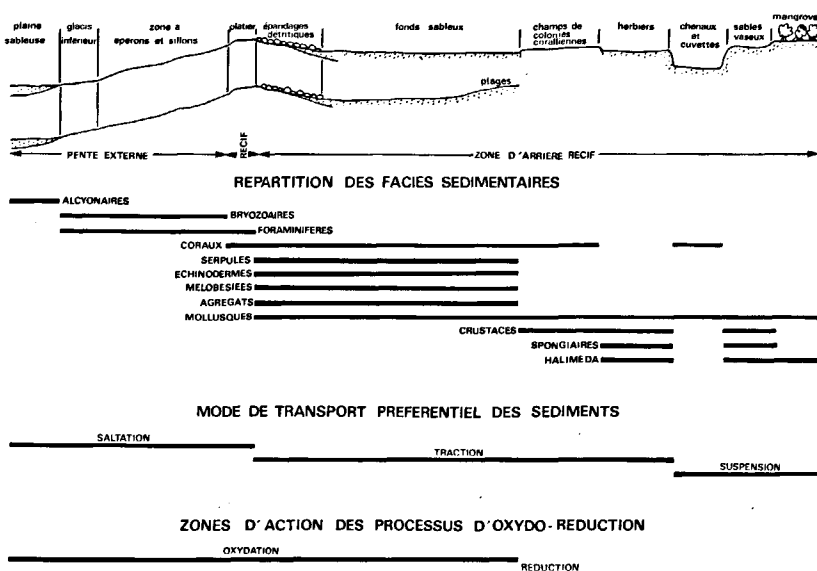 plaine sableuse
glacis inférieur
zone à éperons et sillons
platier
épandages détritiques
fonds sableux
champs de colonies coralliennes
herbiers
chenaux et cuvettes
sables vaseux
mangrove
plages
PENTE EXTERNE
RECIF
ZONE D'ARRIERE RECIF
REPARTITION DES FACIES SEDIMENTAIRES
ALCYONAIRES
BRYOZOAIRES
FORAMINIFERES
CORAUX
SERPULES
ECHINODERMES
MELOBESIEES
AGREGATS
MOLLUSQUES
CRUSTACES
SPONGIAIRES
HALIMEDA
MODE DE TRANSPORT PREFERENTIEL DES SEDIMENTS
SALTATION
TRACTION
SUSPENSION
ZONES D'ACTION DES PROCESSUS D'OXYDO-REDUCTION
OXYDATION
REDUCTION